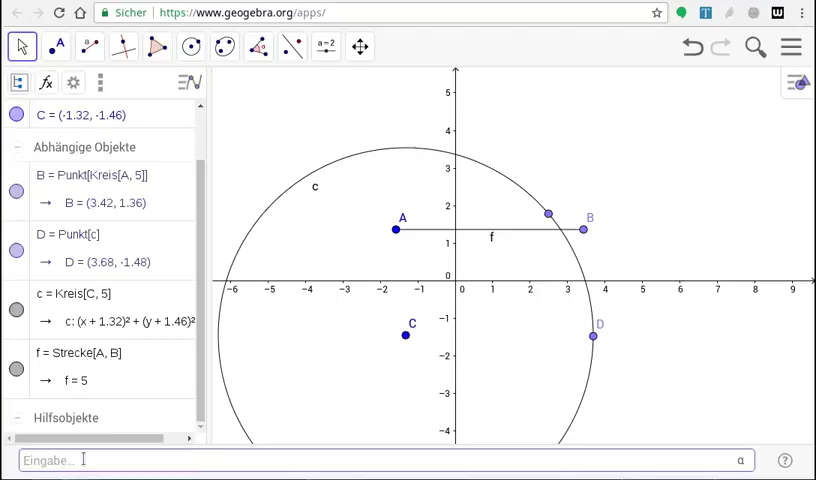 Sicher https://www.geogebra.org/apps/
A
a=2
fx
C = (-1.32, -1.46)
Abhängige Objekte
B = Punkt[Kreis[A, 5]]
→ B = (3.42, 1.36)
D = Punkt[c]
→ D = (3.68, -1.48)
c = Kreis[C, 5]
→ c: (x + 1.32)² + (y + 1.46)²
f = Strecke[A, B]
→ f = 5
Hilfsobjekte
5
4
3
2
1
0
−1
−2
−3
−4
−6 −5 −4 −3 −2 −1 0 1 2 3 4 5 6 7 8 9
c
A
B
f
C
D
Eingabe...
α
?